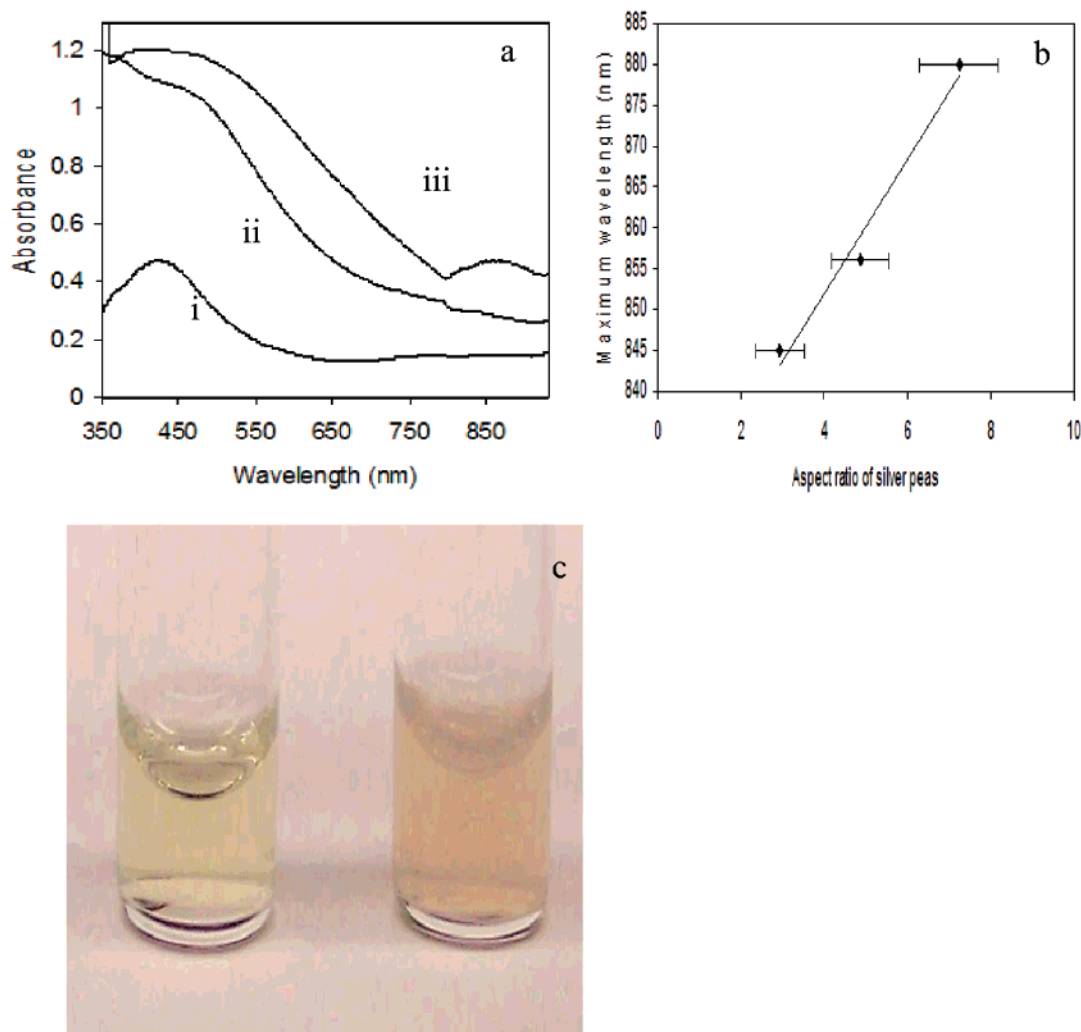 a
1.2
1
0.8
0.6
0.4
0.2
0
Absorbance
iii
ii
i
350 450 550 650 750 850
Wavelength (nm)
b
885
880
875
870
865
860
855
850
845
840
Maximum wavelength (nm)
0 2 4 6 8 10
Aspect ratio of silver peas
c